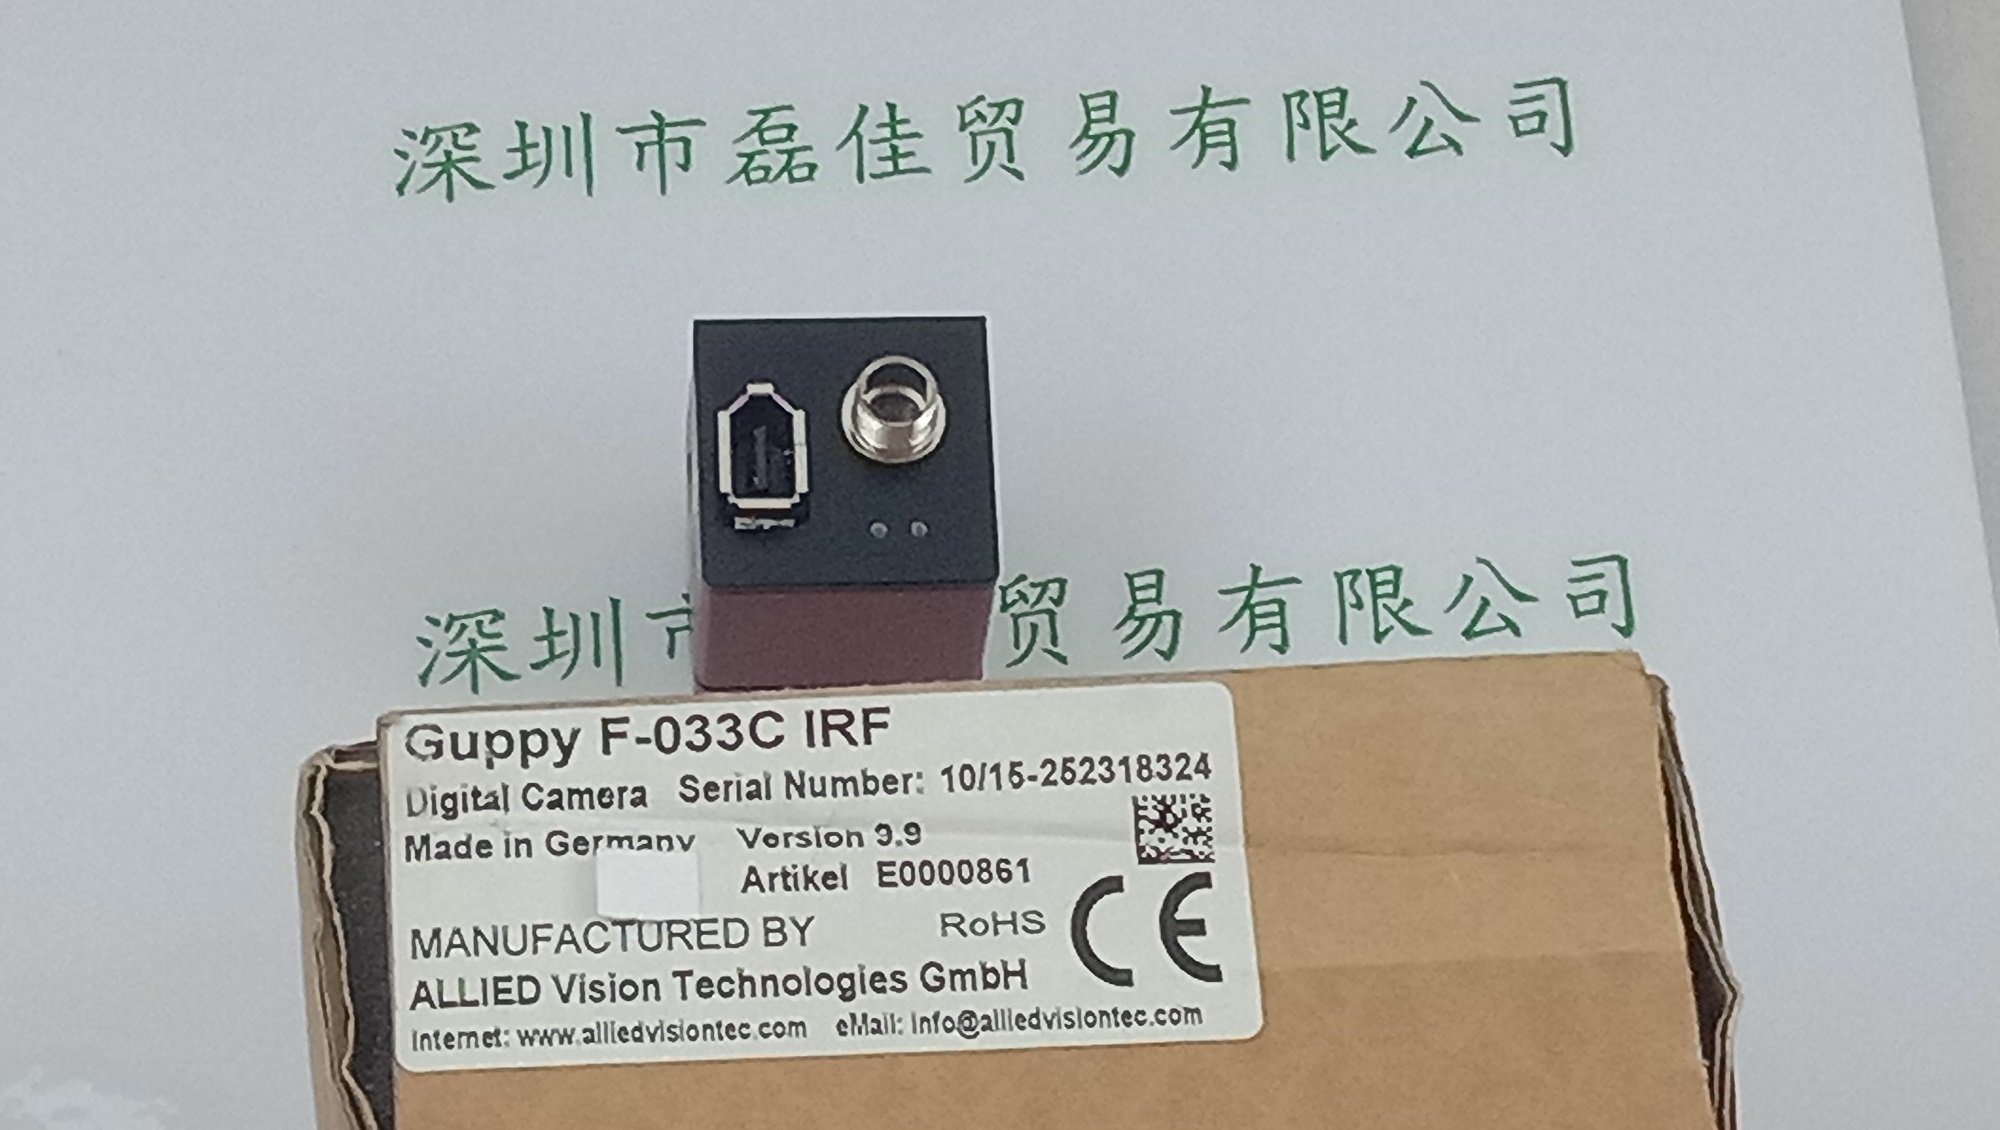 深圳市磊佳贸易有限公司
深圳市 贸易有限公司
Guppy F-033C IRF
Digital Camera Serial Number: 10/15-252318324
Made in Germany Version 9.9
Artikel E0000861
MANUFACTURED BY RoHS CE
ALLIED Vision Technologies GmbH
Internet: www.alliedvisiontec.com eMail: info@alliedvisiontec.com